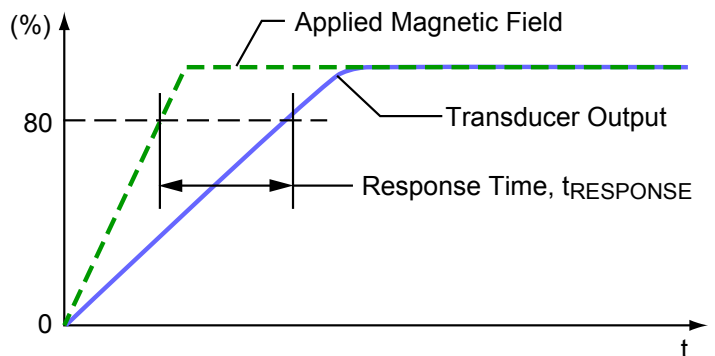 (%)
Applied Magnetic Field
80
Transducer Output
Response Time, tRESPONSE
0
t